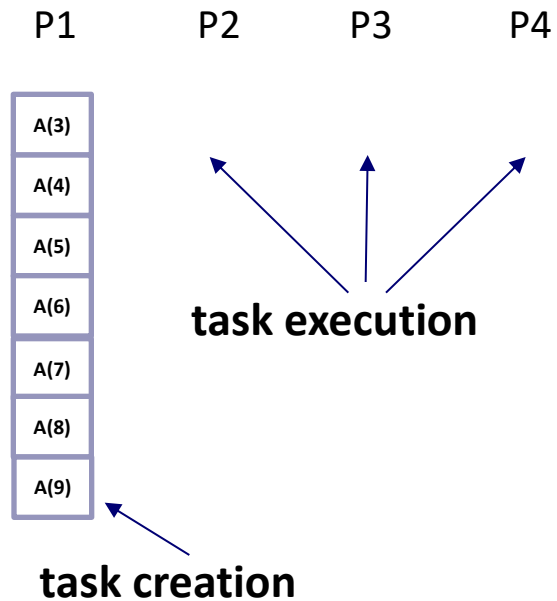 P1 P2 P3 P4
A(3)
A(4)
A(5)
A(6)
task execution
A(7)
A(8)
A(9)
task creation